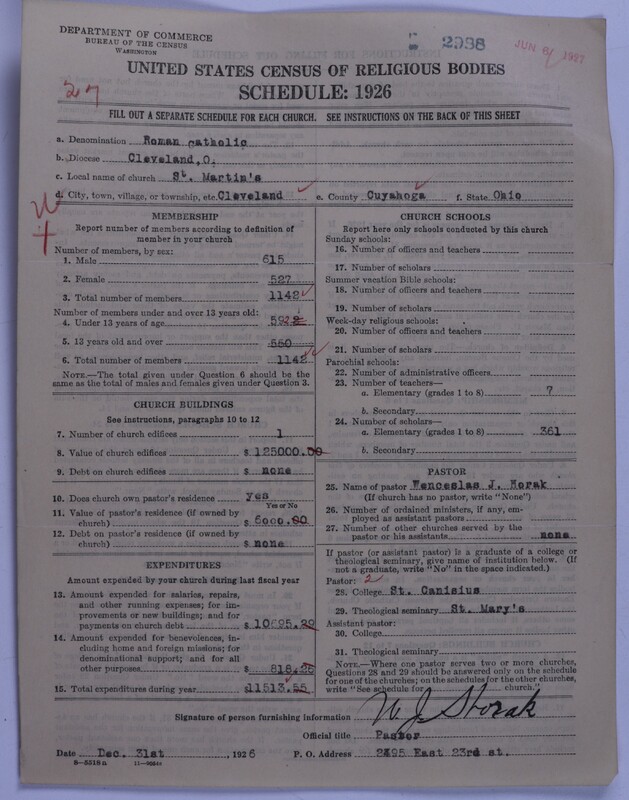 DEPARTMENT OF COMMERCE
BUREAU OF THE CENSUS
WASHINGTON
2988
JUN 8 1927
UNITED STATES CENSUS OF RELIGIOUS BODIES
SCHEDULE: 1926
27
FILL OUT A SEPARATE SCHEDULE FOR EACH CHURCH. SEE INSTRUCTIONS ON THE BACK OF THIS SHEET
a. Denomination Roman catholic
b. Diocese Cleveland,O.
c. Local name of church St. Martin's
d. City, town, village, or township, etc. Cleveland e. County Cuyahoga f. State Ohio
MEMBERSHIP
Report number of members according to definition of
member in your church
Number of members, by sex:
1. Male 615
2. Female 527
3. Total number of members 1142
Number of members under and over 13 years old:
4. Under 13 years of age
5. 13 years old and over 550
6. Total number of members 1142
NOTE.—The total given under Question 6 should be the
same as the total of males and females given under Question 3.
CHURCH BUILDINGS
See instructions, paragraphs 10 to 12
7. Number of church edifices 1
8. Value of church edifices $ 125000.00
9. Debt on church edifices $ none
10. Does church own pastor's residence yes
Yes or No
11. Value of pastor's residence (if owned by
church) $ 5000.00
12. Debt on pastor's residence (if owned by
church) $ none
EXPENDITURES
Amount expended by your church during last fiscal year
13. Amount expended for salaries, repairs,
and other running expenses; for im-
provements or new buildings; and for
payments on church debt $ 10695.29
14. Amount expended for benevolences, in-
cluding home and foreign missions; for
denominational support; and for all
other purposes $ 818.26
15. Total expenditures during year $ 11513.55
CHURCH SCHOOLS
Report here only schools conducted by this church
Sunday schools:
16. Number of officers and teachers
17. Number of scholars
Summer vacation Bible schools:
18. Number of officers and teachers
19. Number of scholars
Week-day religious schools:
20. Number of officers and teachers
21. Number of scholars
Parochial schools:
22. Number of administrative officers
23. Number of teachers—
a. Elementary (grades 1 to 8) 7
b. Secondary
24. Number of scholars—
a. Elementary (grades 1 to 8) 361
b. Secondary
PASTOR
25. Name of pastor Wenceslas J. Horak
(If church has no pastor, write "None")
26. Number of ordained ministers, if any, em-
ployed as assistant pastors
27. Number of other churches served by the
pastor or his assistants none
If pastor (or assistant pastor) is a graduate of a college or
theological seminary, give name of institution below. (If
not a graduate, write "No" in the space indicated.)
Pastor: 2
28. College St. Canisius
29. Theological seminary St. Mary's
Assistant pastor:
30. College
31. Theological seminary
NOTE.—Where one pastor serves two or more churches,
Questions 28 and 29 should be answered only on the schedule
for one of the churches; on the schedules for the other churches,
write "See schedule for church."
Signature of person furnishing information W. J. Horak
Official title Pastor
Date Dec. 31st , 1926 P. O. Address 2495 East 23rd st.
8-5518a